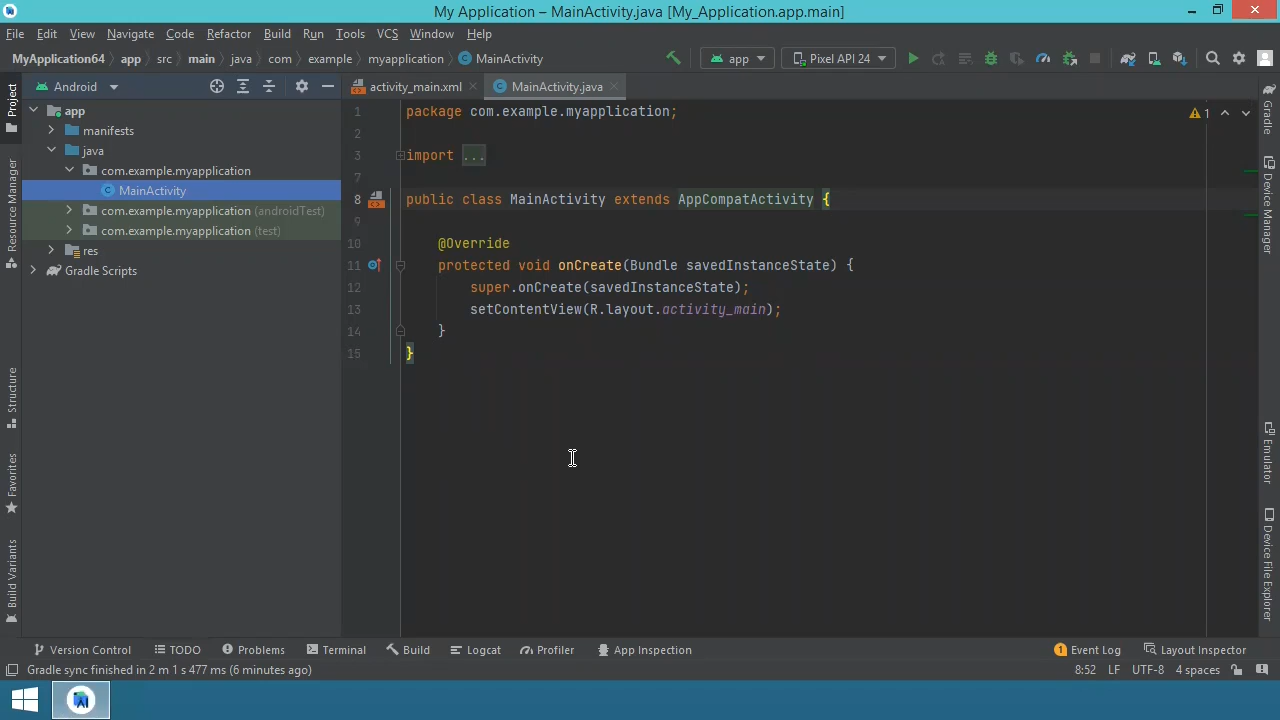 My Application – MainActivity.java [My_Application.app.main]
File Edit View Navigate Code Refactor Build Run Tools VCS Window Help
MyApplication64 app src main java com example myapplication MainActivity app Pixel API 24
Project
Android
activity_main.xml
MainActivity.java
app
manifests
java
com.example.myapplication
MainActivity
com.example.myapplication (androidTest)
com.example.myapplication (test)
res
Gradle Scripts
Resource Manager
Structure
Favorites
Build Variants
1 package com.example.myapplication;
2
3 import ...
7
8 public class MainActivity extends AppCompatActivity {
9
10 @Override
11 protected void onCreate(Bundle savedInstanceState) {
12 super.onCreate(savedInstanceState);
13 setContentView(R.layout.activity_main);
14 }
15 }
1
Gradle
Device Manager
Emulator
Device File Explorer
Version Control TODO Problems Terminal Build Logcat Profiler App Inspection 1 Event Log Layout Inspector
Gradle sync finished in 2 m 1 s 477 ms (6 minutes ago) 8:52 LF UTF-8 4 spaces